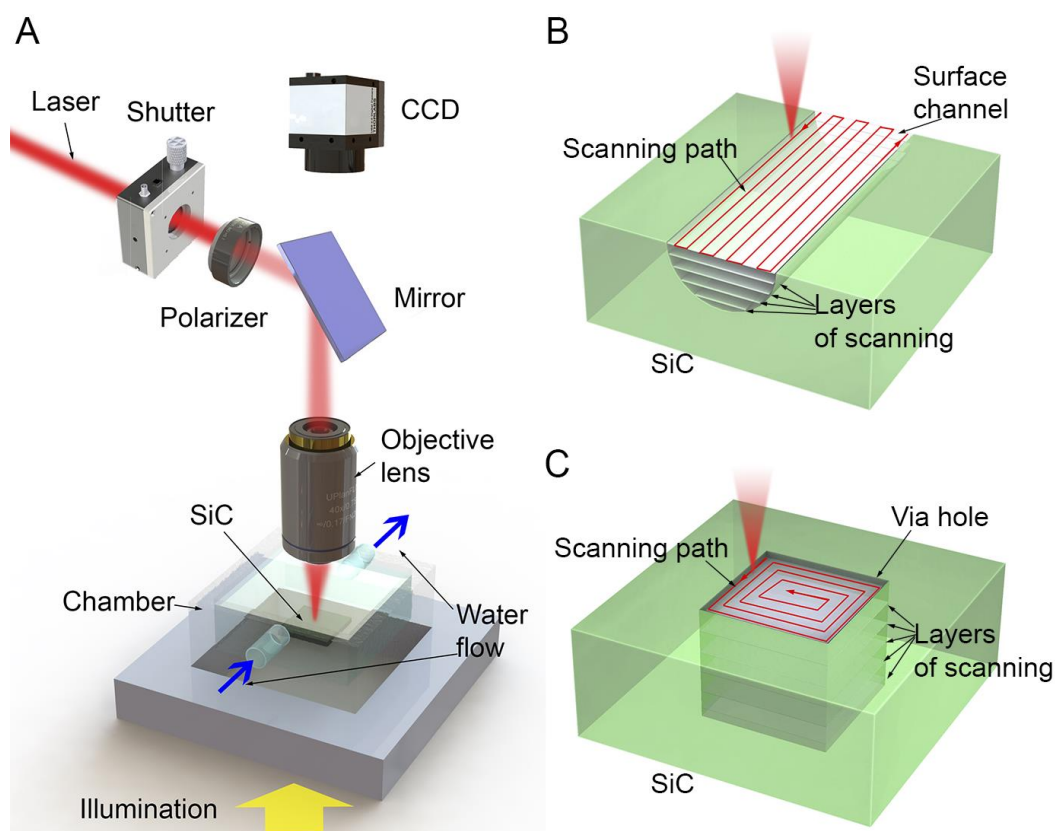 A
Laser
Shutter
CCD
Polarizer
Mirror
Objective
lens
SiC
Chamber
Water
flow
Illumination
B
Surface
channel
Scanning path
Layers
of scanning
SiC
C
Via hole
Scanning path
Layers
of scanning
SiC